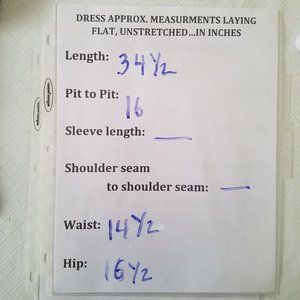 DRESS APPROX. MEASURMENTS LAYING
FLAT, UNSTRETCHED...IN INCHES
Length: 34 1/2
Pit to Pit: 16
Sleeve length: —
Shoulder seam
to shoulder seam: —
Waist: 14 1/2
Hip: 16 1/2